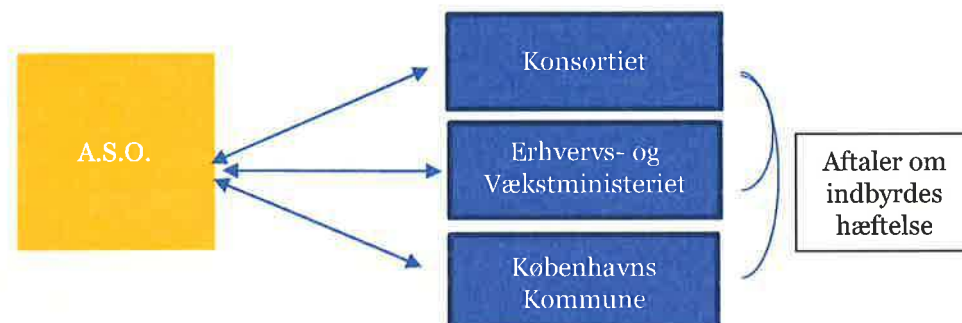 A.S.O.
Konsortiet
Erhvervs- og
Vækstministeriet
Københavns
Kommune
Aftaler om
indbyrdes
hæftelse